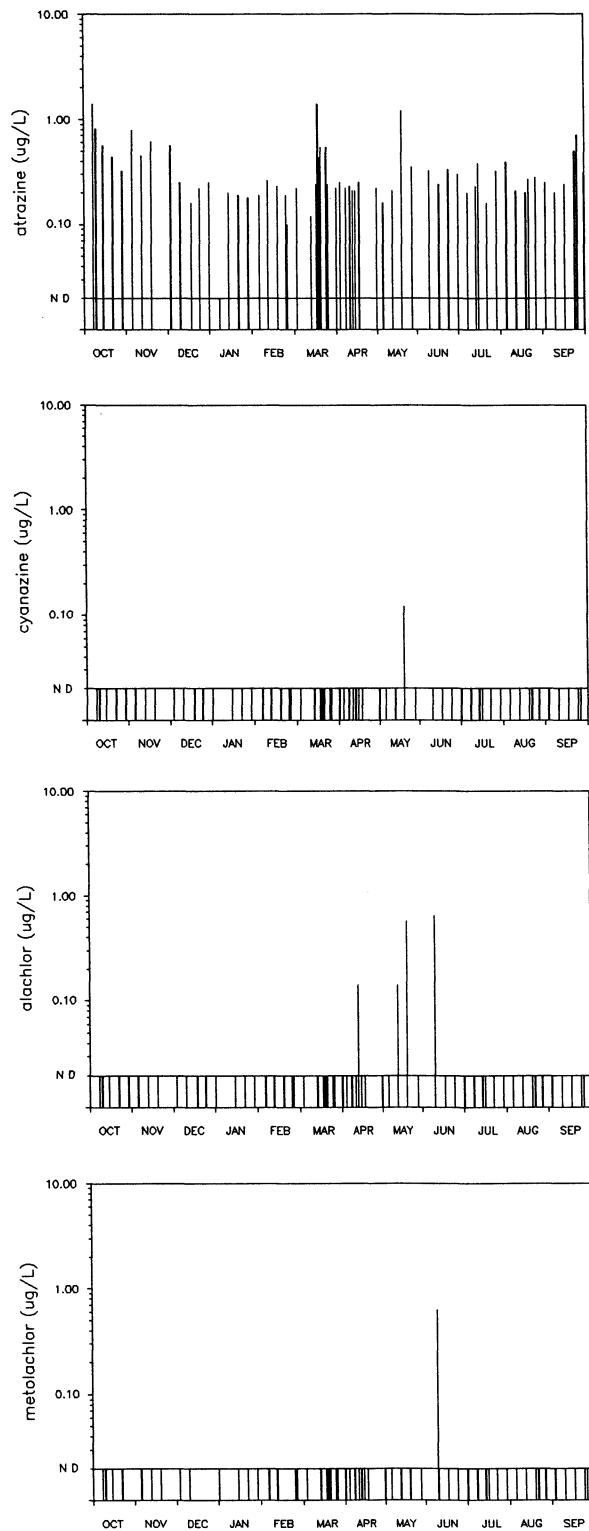 10.00
atrazine (ug/L)
1.00
0.10
N D
OCT NOV DEC JAN FEB MAR APR MAY JUN JUL AUG SEP
10.00
cyanazine (ug/L)
1.00
0.10
N D
OCT NOV DEC JAN FEB MAR APR MAY JUN JUL AUG SEP
10.00
alachlor (ug/L)
1.00
0.10
N D
OCT NOV DEC JAN FEB MAR APR MAY JUN JUL AUG SEP
10.00
metolachlor (ug/L)
1.00
0.10
N D
OCT NOV DEC JAN FEB MAR APR MAY JUN JUL AUG SEP